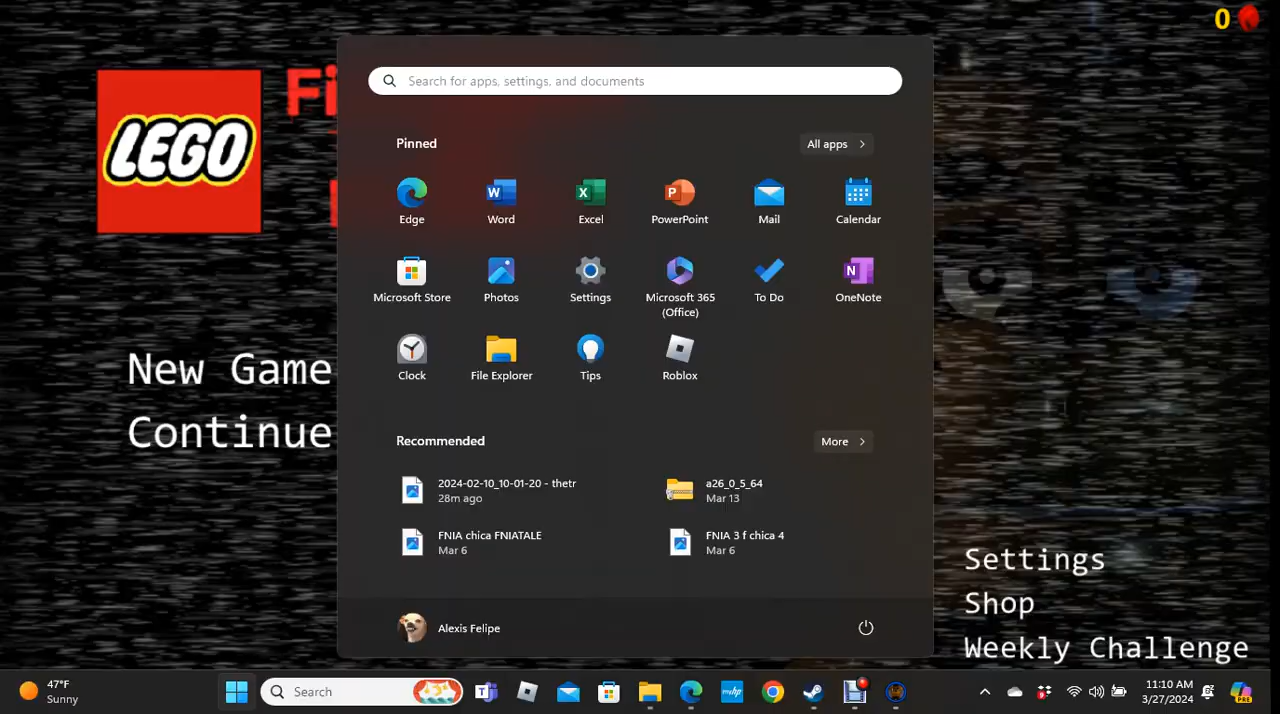 0
Search for apps, settings, and documents
LEGO
Fi
Pinned
All apps
Edge
Word
Excel
PowerPoint
Mail
Calendar
Microsoft Store
Photos
Settings
Microsoft 365
(Office)
To Do
OneNote
Clock
File Explorer
Tips
Roblox
New Game
Continue
Recommended
More
2024-02-10_10-01-20 - thetr
28m ago
a26_0_5_64
Mar 13
FNIA chica FNIATALE
Mar 6
FNIA 3 f chica 4
Mar 6
Settings
Shop
Weekly Challenge
Alexis Felipe
47°F
Sunny
Search
myhp
11:10 AM
3/27/2024
PRE